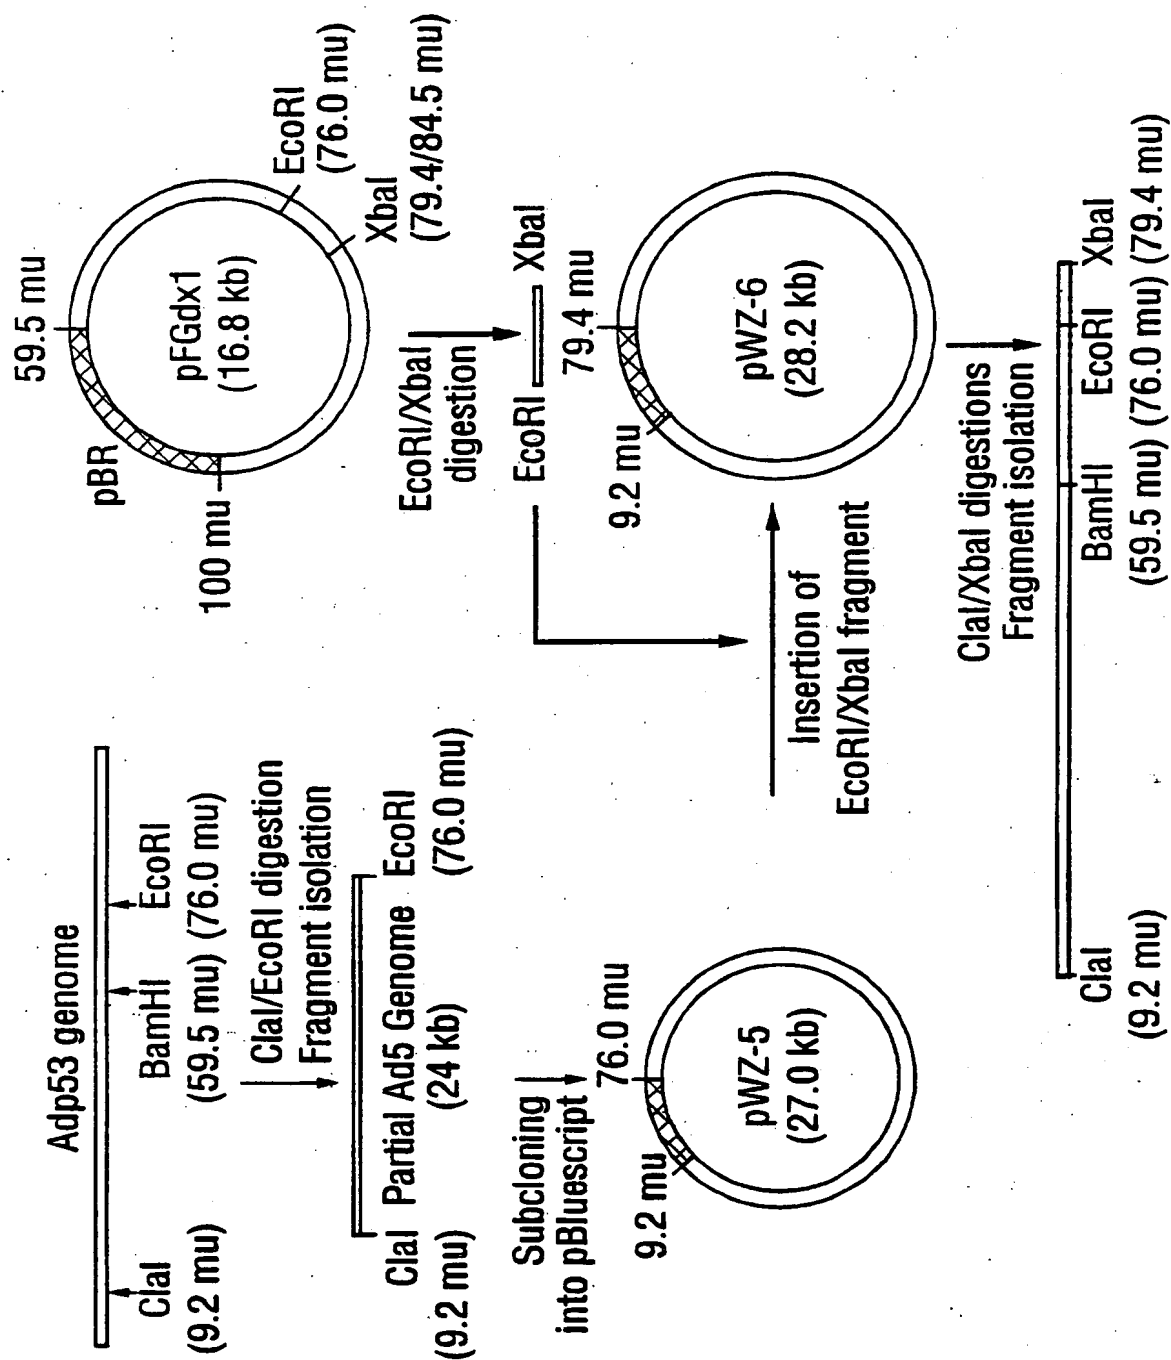 Adp53 genome
ClaI
(9.2 mu)
BamHI
(59.5 mu)
EcoRI
(76.0 mu)
ClaI/EcoRI digestion
Fragment isolation
ClaI
(9.2 mu)
Partial Ad5 Genome
(24 kb)
EcoRI
(76.0 mu)
Subcloning
into pBluescript
9.2 mu
76.0 mu
pWZ-5
(27.0 kb)
59.5 mu
pBR
100 mu
pFGdx1
(16.8 kb)
EcoRI
(76.0 mu)
XbaI
(79.4/84.5 mu)
EcoRI/XbaI
digestion
EcoRI
XbaI
Insertion of
EcoRI/XbaI fragment
79.4 mu
9.2 mu
pWZ-6
(28.2 kb)
ClaI/XbaI digestions
Fragment isolation
ClaI
(9.2 mu)
BamHI
(59.5 mu)
EcoRI
(76.0 mu)
XbaI
(79.4 mu)